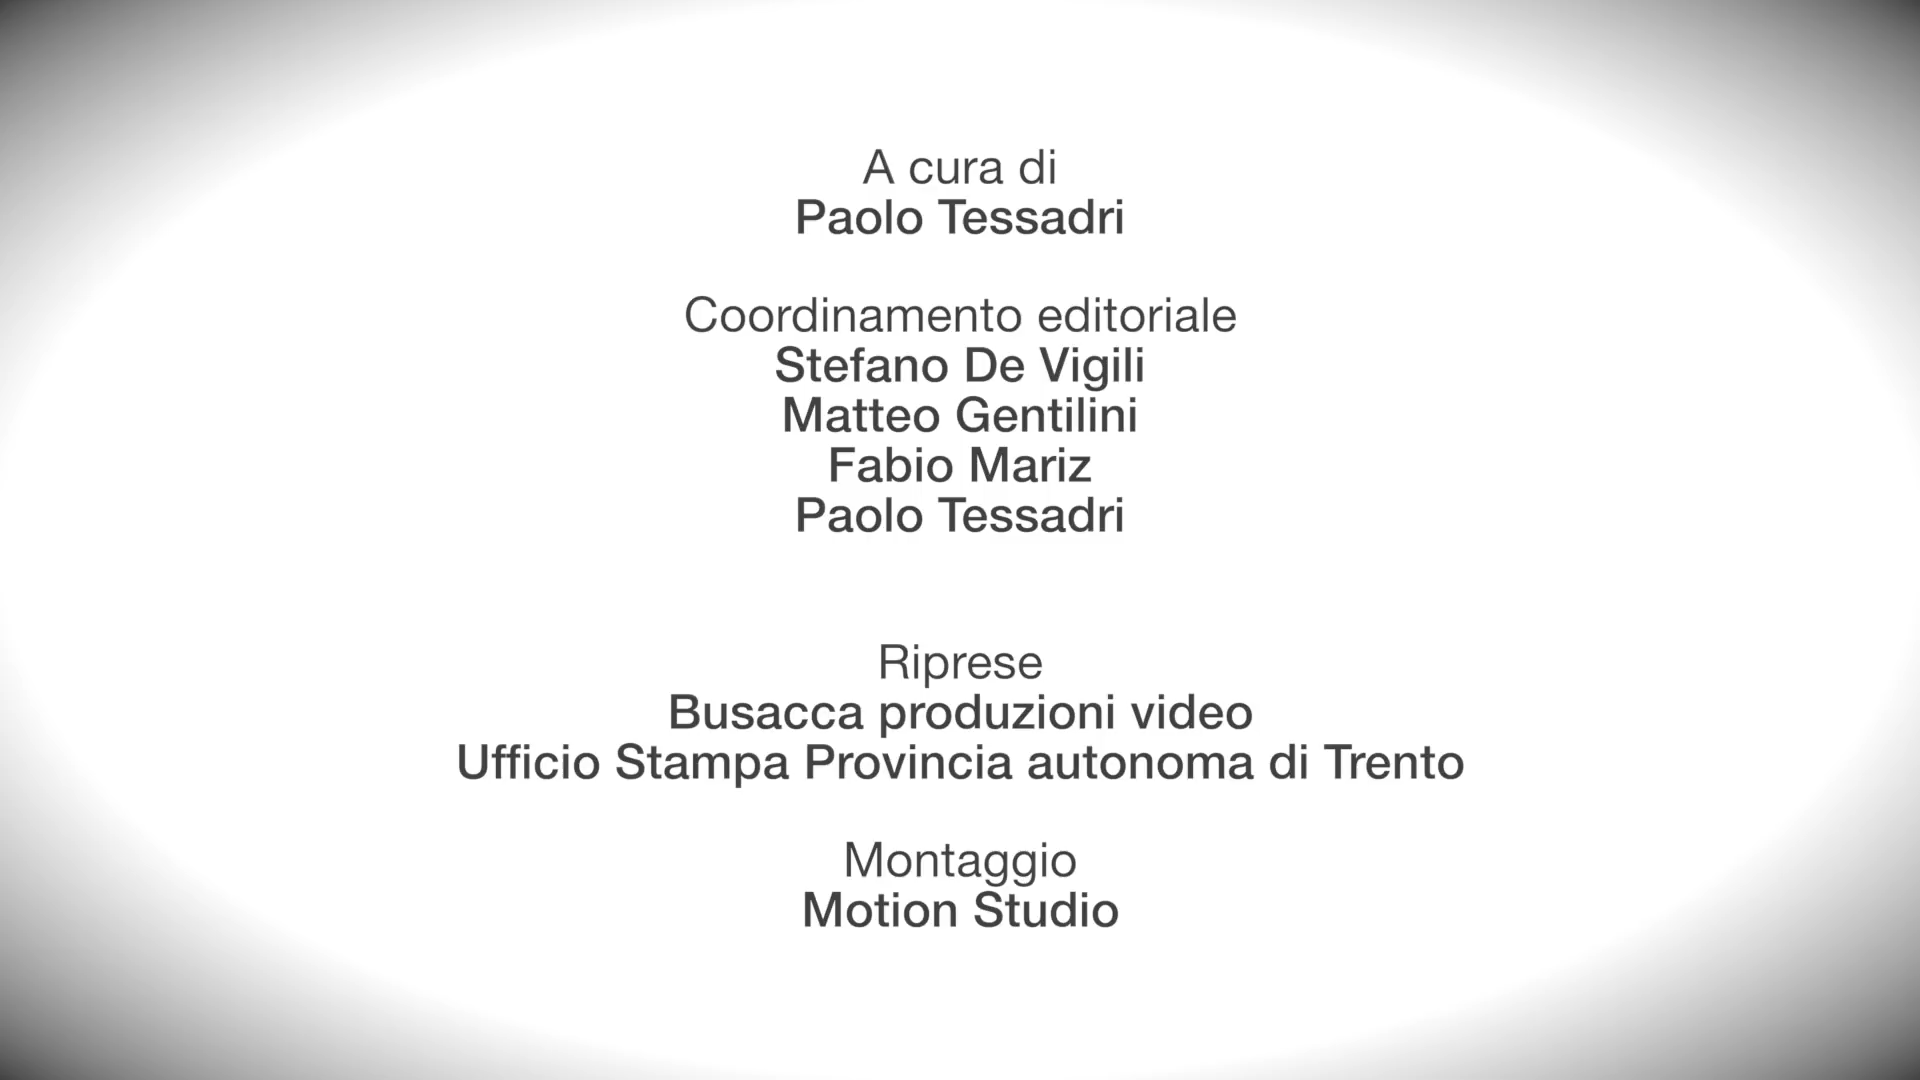 A cura di
Paolo Tessadri
Coordinamento editoriale
Stefano De Vigili
Matteo Gentilini
Fabio Mariz
Paolo Tessadri
Riprese
Busacca produzioni video
Ufficio Stampa Provincia autonoma di Trento
Montaggio
Motion Studio